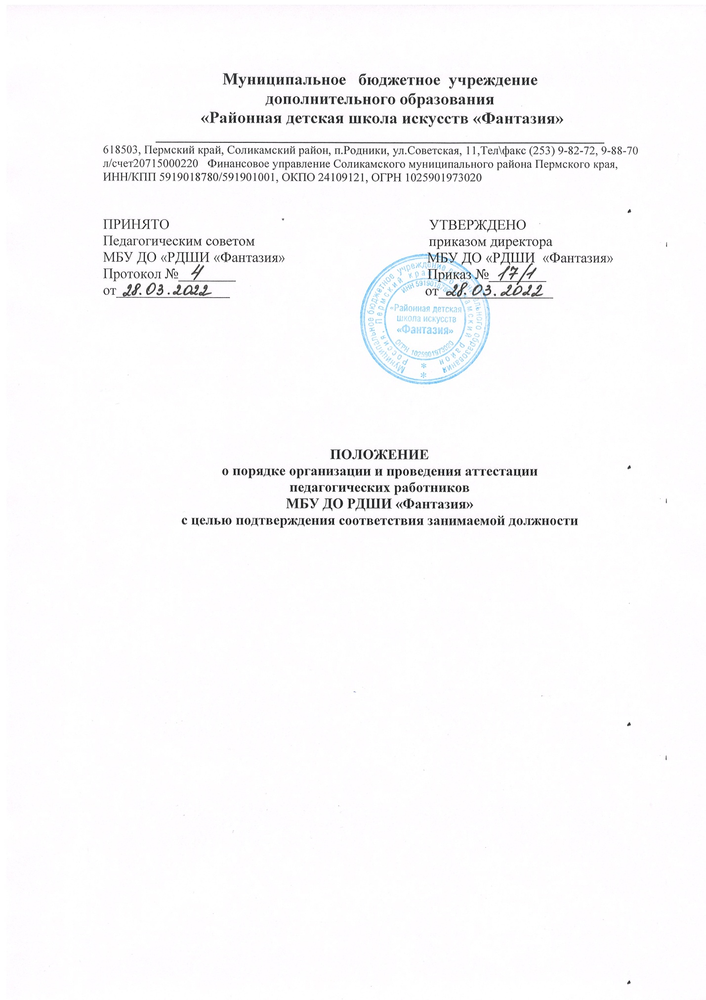 Муниципальное бюджетное учреждение
дополнительного образования
«Районная детская школа искусств «Фантазия»
618503, Пермский край, Соликамский район, п.Родники, ул.Советская, 11,Тел\факс (253) 9-82-72, 9-88-70
л/счет20715000220 Финансовое управление Соликамского муниципального района Пермского края,
ИНН/КПП 5919018780/591901001, ОКПО 24109121, ОГРН 1025901973020
ПРИНЯТО
Педагогическим советом
МБУ ДО «РДШИ «Фантазия»
Протокол № 4
от 28.03.2022
УТВЕРЖДЕНО
приказом директора
МБУ ДО «РДШИ «Фантазия»
Приказ № 17/1
от 28.03.2022
Муниципальное бюджетное учреждение дополнительного образования
Россия, Пермский край, Соликамский район
ИНН 5919018780
«Районная детская
школа искусств
«Фантазия»
ОГРН 1025901973020
ПОЛОЖЕНИЕ
о порядке организации и проведения аттестации
педагогических работников
МБУ ДО РДШИ «Фантазия»
с целью подтверждения соответствия занимаемой должности